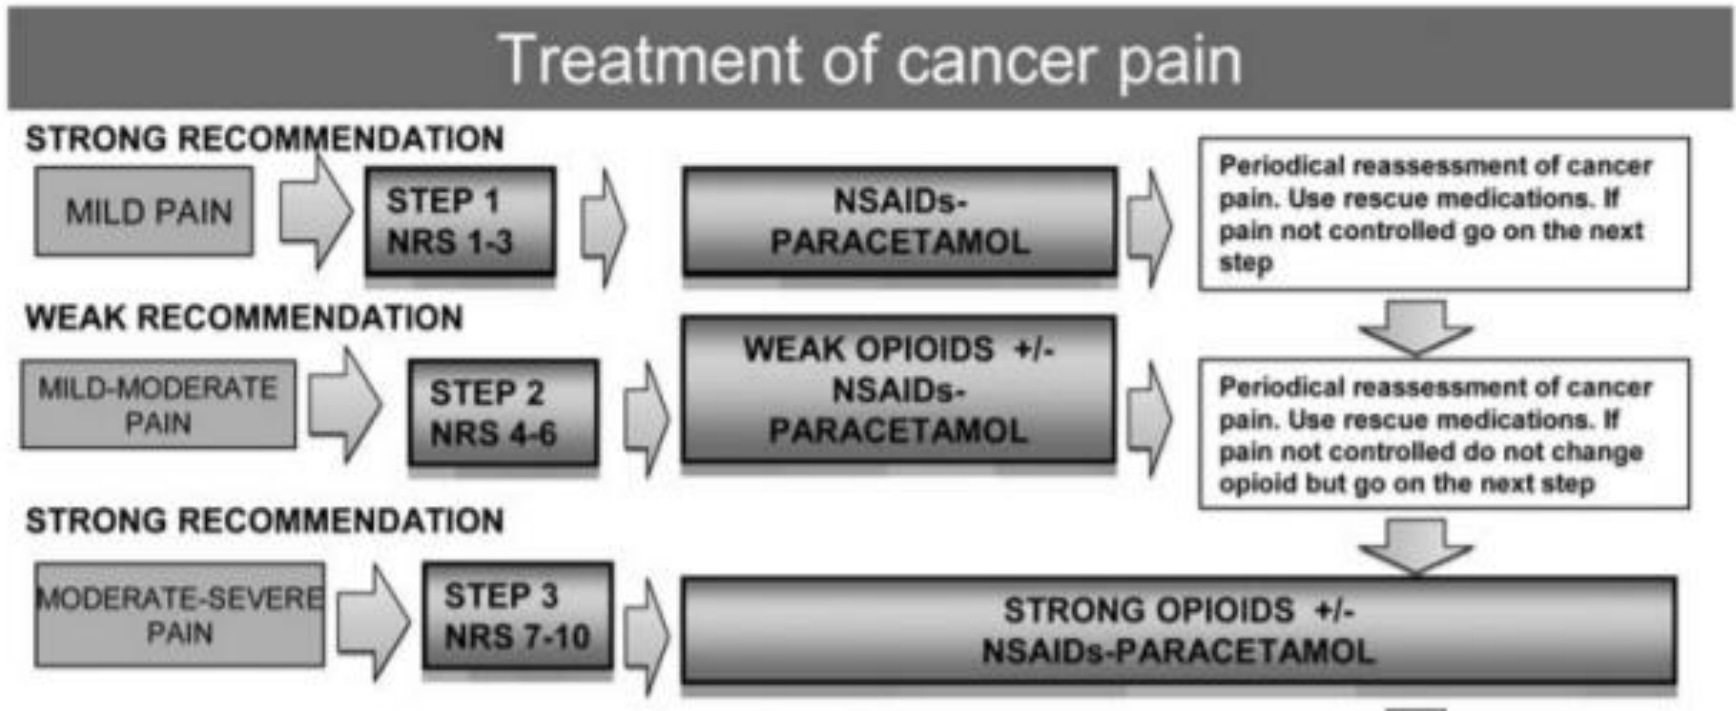 Treatment of cancer pain
STRONG RECOMMENDATION
MILD PAIN
STEP 1
NRS 1-3
NSAIDs-
PARACETAMOL
Periodical reassessment of cancer
pain. Use rescue medications. If
pain not controlled go on the next
step
WEAK RECOMMENDATION
MILD-MODERATE
PAIN
STEP 2
NRS 4-6
WEAK OPIOIDS +/-
NSAIDs-
PARACETAMOL
Periodical reassessment of cancer
pain. Use rescue medications. If
pain not controlled do not change
opioid but go on the next step
STRONG RECOMMENDATION
MODERATE-SEVERE
PAIN
STEP 3
NRS 7-10
STRONG OPIOIDS +/-
NSAIDs-PARACETAMOL